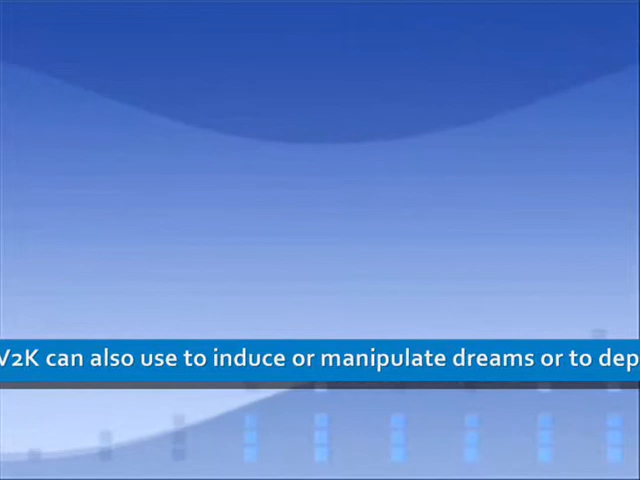 V2K can also use to induce or manipulate dreams or to dep